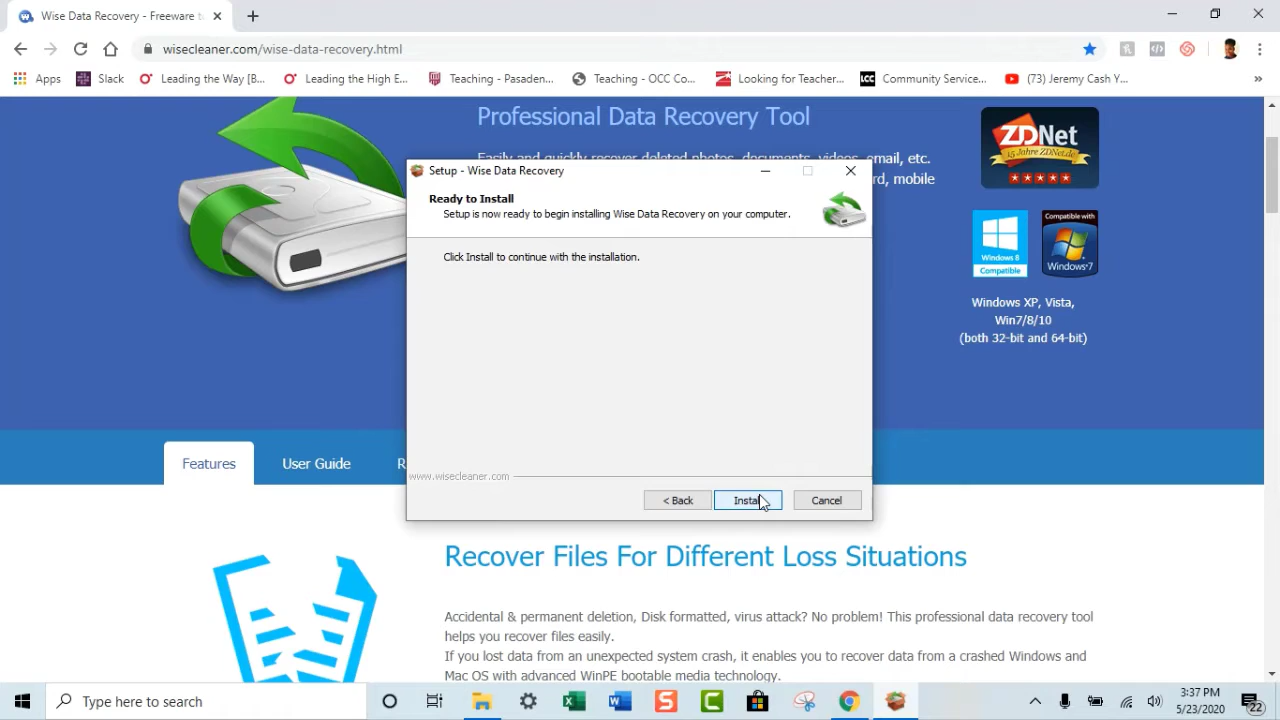 Wise Data Recovery - Freeware t
wisecleaner.com/wise-data-recovery.html
Apps
Slack
Leading the Way [B...
Leading the High E...
Teaching - Pasaden...
Teaching - OCC Co...
Looking for Teacher...
LCC
Community Service...
(73) Jeremy Cash Y...
»
Professional Data Recovery Tool
Easily and quickly recover deleted photos, documents, videos, email, etc.
rd, mobile
ZDNet
15 Jahre ZDNet.de
Windows 8
Compatible
Compatible with
Windows 7
Windows XP, Vista,
Win7/8/10
(both 32-bit and 64-bit)
Setup - Wise Data Recovery
Ready to Install
Setup is now ready to begin installing Wise Data Recovery on your computer.
Click Install to continue with the installation.
www.wisecleaner.com
< Back
Install
Cancel
Features
User Guide
R
Recover Files For Different Loss Situations
Accidental & permanent deletion, Disk formatted, virus attack? No problem! This professional data recovery tool
helps you recover files easily.
If you lost data from an unexpected system crash, it enables you to recover data from a crashed Windows and
Mac OS with advanced WinPE bootable media technology.
Type here to search
3:37 PM
5/23/2020
22